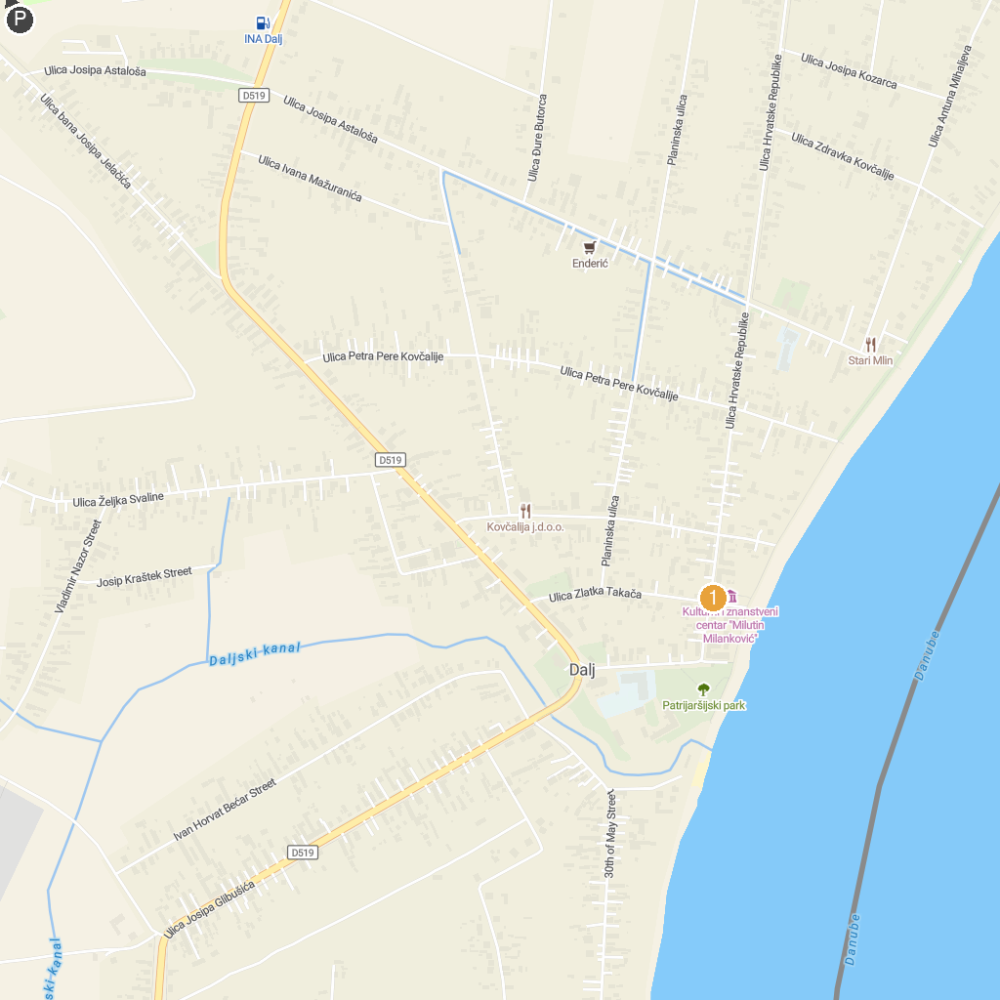 P
INA Dalj
Ulica Josipa Astaloša
D519
Ulica Josipa Astaloša
Ulica bana Josipa Jelačića
Ulica Ivana Mažuranića
Ulica Đure Butorca
Planinska ulica
Ulica Hrvatske Republike
Ulica Josipa Kozarca
Ulica Antuna Mihaljeva
Ulica Zdravka Kovčalije
Enderić
Stari Mlin
Ulica Petra Pere Kovčalije
Ulica Petra Pere Kovčalije
Ulica Hrvatske Republike
D519
Ulica Željka Svaline
Kovčalija j.d.o.o.
Planinska ulica
Vladimir Nazor Street
Josip Kraštek Street
Ulica Zlatka Takača
1
Kulturni i znanstveni
centar "Milutin
Milanković"
Daljski kanal
Dalj
Patrijaršijski park
Danube
Ivan Horvat Bećar Street
30th of May Street
D519
Ulica Josipa Glibušića
Danube
ski kanal